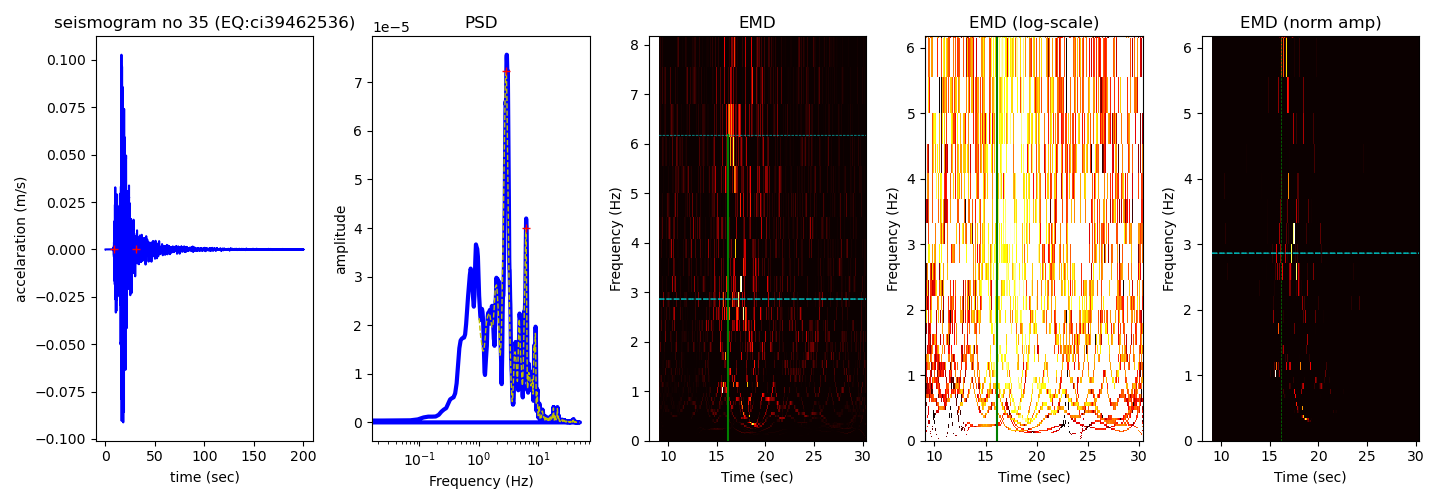 seismogram no 35 (EQ:ci39462536)
accelaration (m/s)
0.100
0.075
0.050
0.025
0.000
−0.025
−0.050
−0.075
−0.100
0 50 100 150 200
time (sec)
PSD
1e−5
amplitude
7
6
5
4
3
2
1
0
10⁻¹ 10⁰ 10¹
Frequency (Hz)
EMD
Frequency (Hz)
8
7
6
5
4
3
2
1
0
10 15 20 25 30
Time (sec)
EMD (log-scale)
Frequency (Hz)
6
5
4
3
2
1
0
10 15 20 25 30
Time (sec)
EMD (norm amp)
Frequency (Hz)
6
5
4
3
2
1
0
10 15 20 25 30
Time (sec)